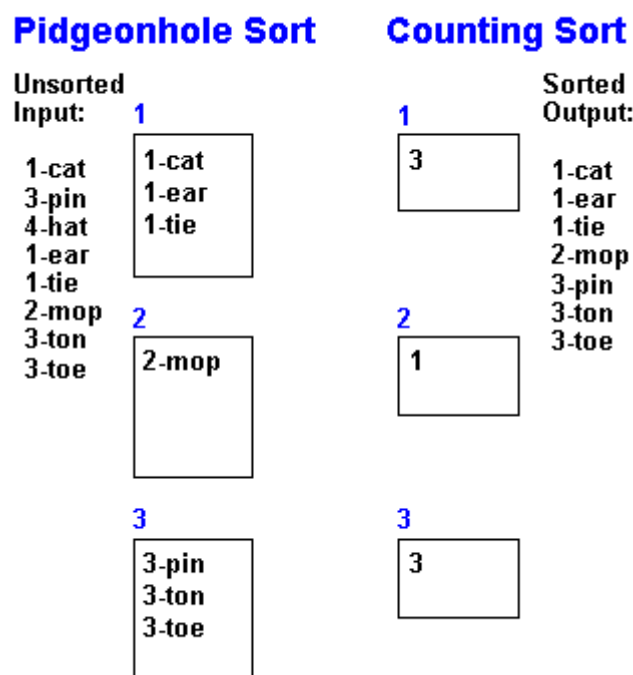 Pidgeonhole Sort
Counting Sort
Unsorted
Input:
1-cat
3-pin
4-hat
1-ear
1-tie
2-mop
3-ton
3-toe
1
1-cat
1-ear
1-tie
2
2-mop
3
3-pin
3-ton
3-toe
1
3
2
1
3
3
Sorted
Output:
1-cat
1-ear
1-tie
2-mop
3-pin
3-ton
3-toe